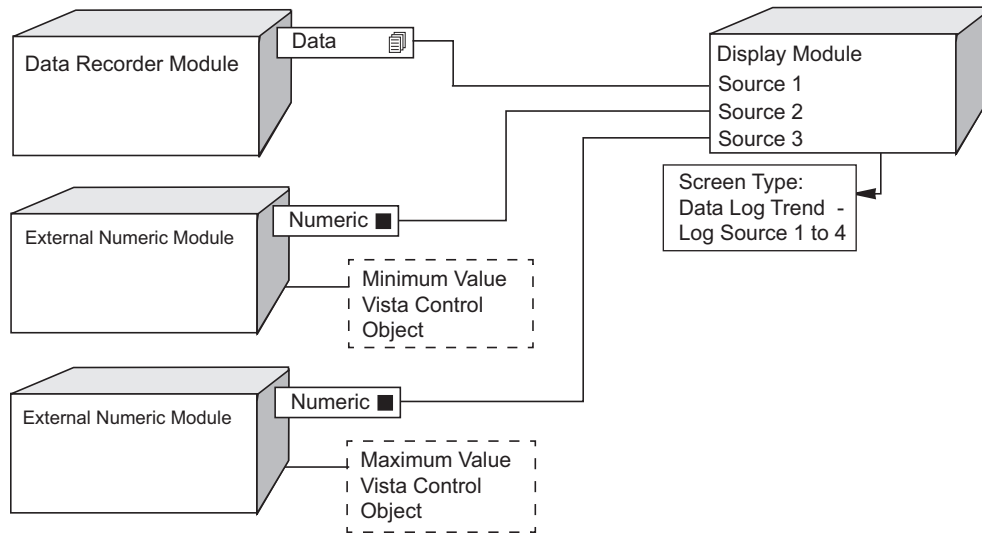 Data Recorder Module
Data
Display Module
Source 1
Source 2
Source 3
Screen Type:
Data Log Trend -
Log Source 1 to 4
External Numeric Module
Numeric
Minimum Value
Vista Control
Object
External Numeric Module
Numeric
Maximum Value
Vista Control
Object